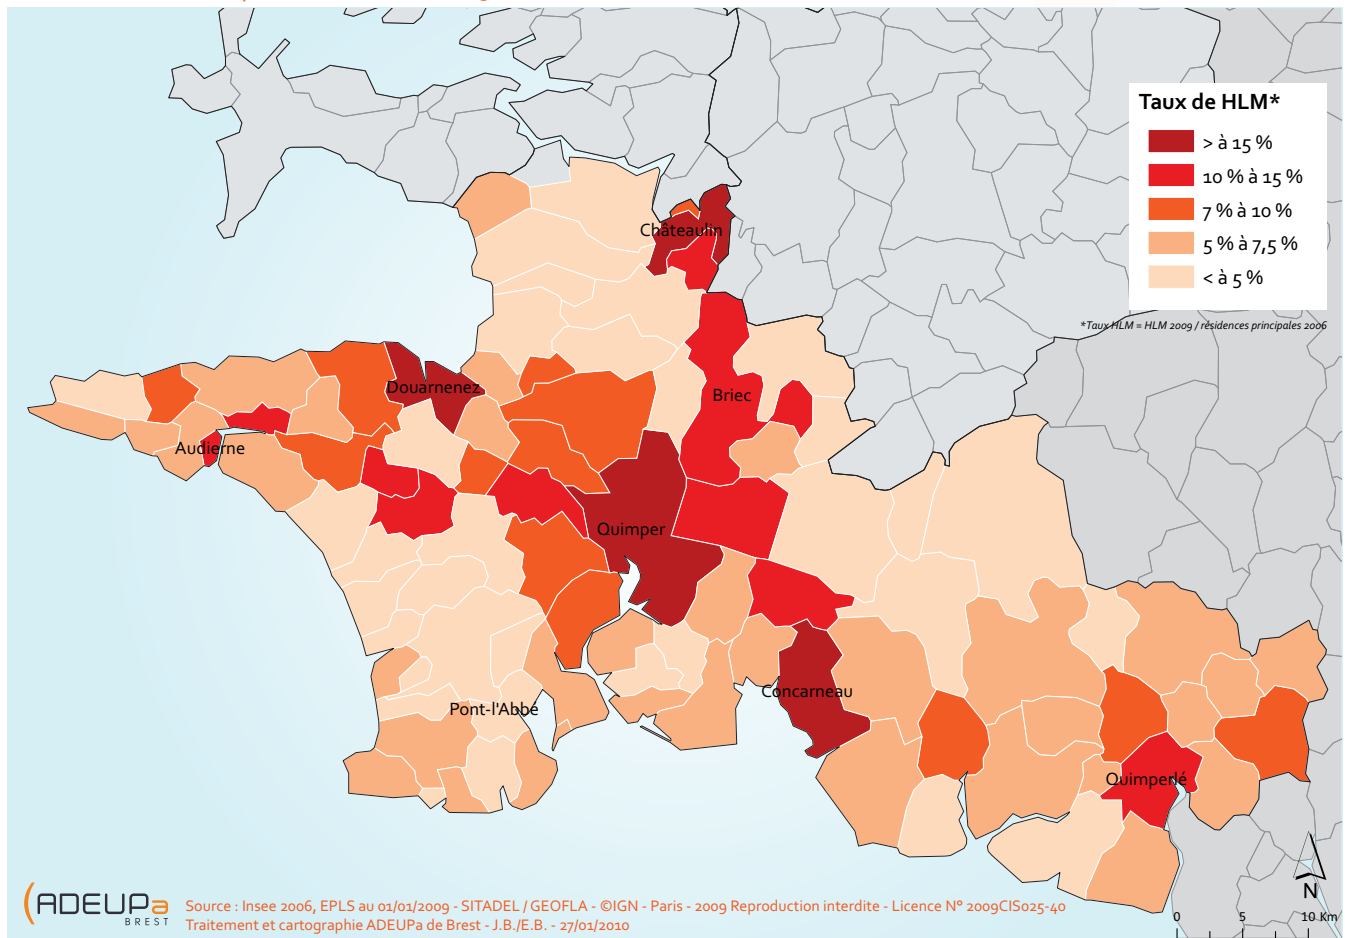 Taux de HLM*
> à 15 %
10 % à 15 %
7 % à 10 %
5 % à 7,5 %
< à 5 %
*Taux HLM = HLM 2009 / résidences principales 2006
Châteaulin
Douarnenez
Briec
Audierne
Quimper
Concarneau
Pont-l'Abbé
Quimperlé
N
0 5 10 Km
(ADEUPa
BREST
Source : Insee 2006, EPLS au 01/01/2009 - SITADEL / GEOFLA - ©IGN - Paris - 2009 Reproduction interdite - Licence N° 2009CISO25-40
Traitement et cartographie ADEUPa de Brest - J.B./E.B. - 27/01/2010